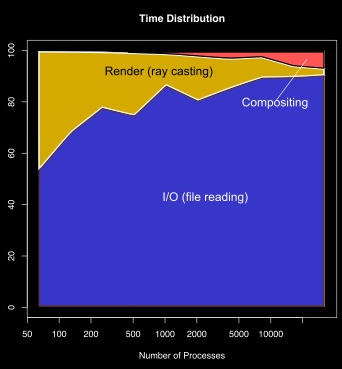 Time Distribution
100
80
60
40
20
0
Render (ray casting)
Compositing
I/O (file reading)
50 100 200 500 1000 2000 5000 10000
Number of Processes